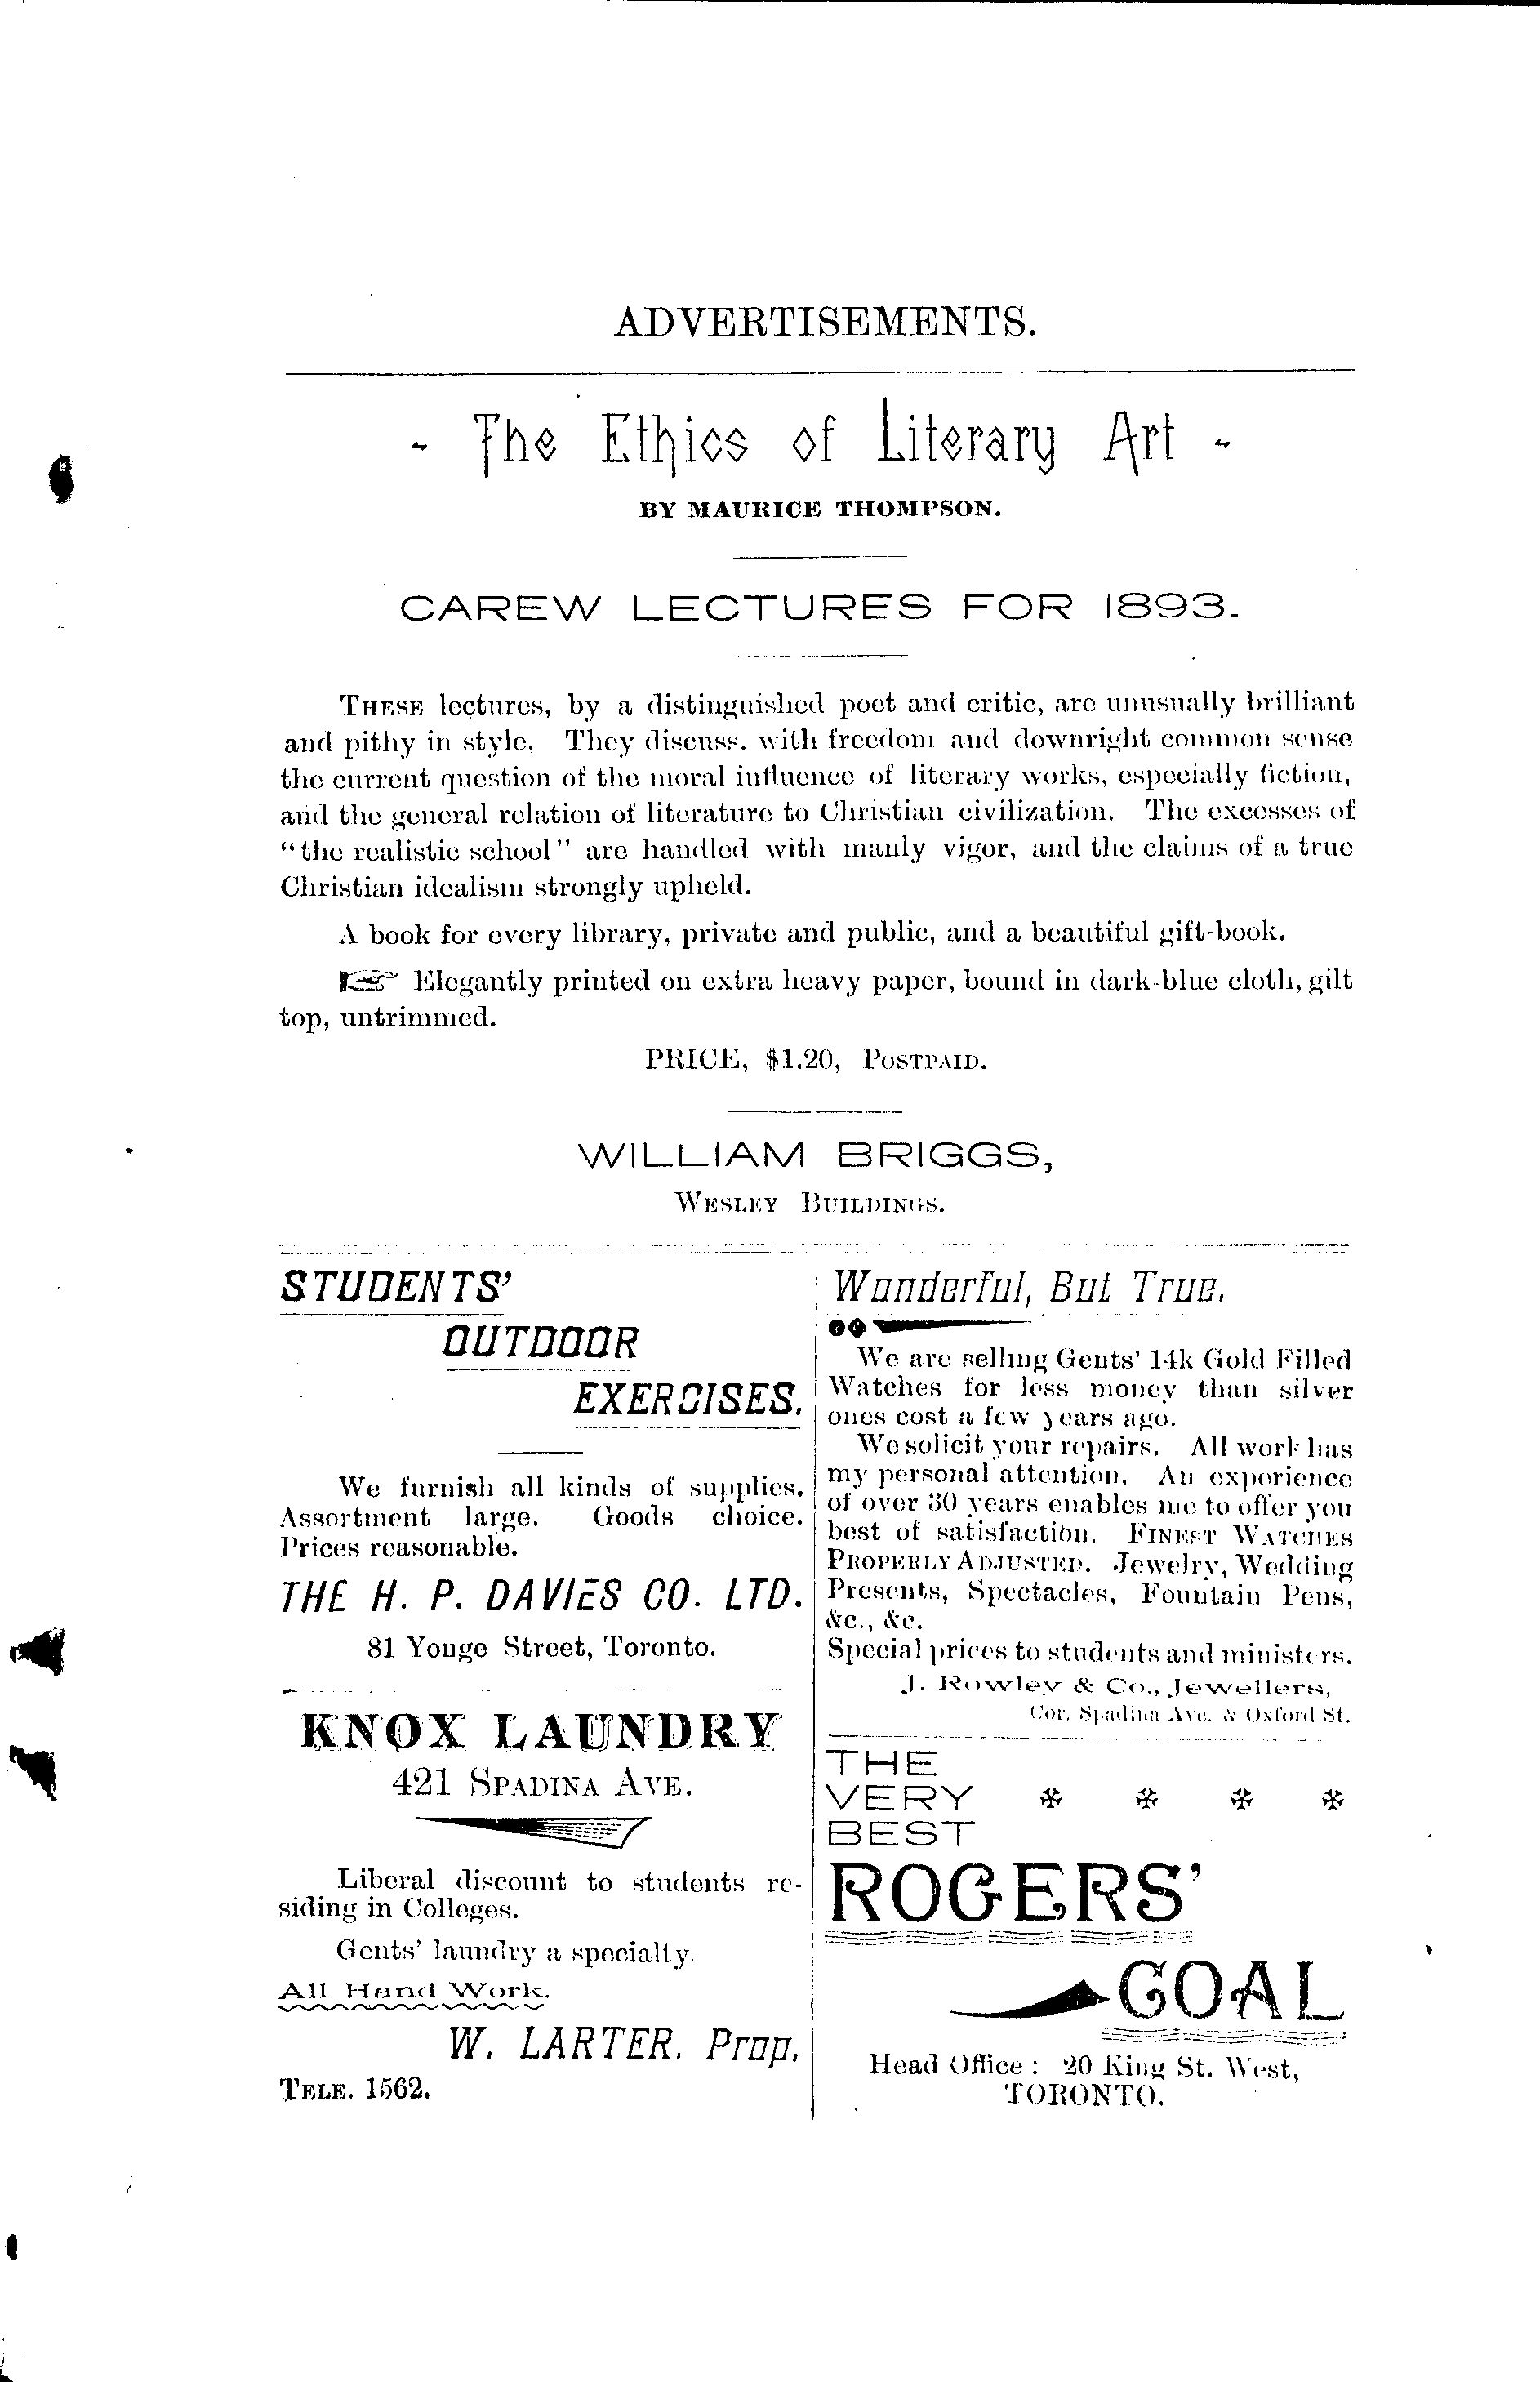 ADVERTISEMENTS.
- The Ethics of Literary Art -
BY MAURICE THOMPSON.
CAREW LECTURES FOR 1893.
THESE lectures, by a distinguished poet and critic, are unusually brilliant
and pithy in style. They discuss. with freedom and downright common sense
the current question of the moral influence of literary works, especially fiction,
and the general relation of literature to Christian civilization. The excesses of
"the realistic school" are handled with manly vigor, and the claims of a true
Christian idealism strongly upheld.
A book for every library, private and public, and a beautiful gift-book.
☞ Elegantly printed on extra heavy paper, bound in dark-blue cloth, gilt
top, untrimmed.
PRICE, $1.20, POSTPAID.
WILLIAM BRIGGS,
WESLEY BUILDINGS.
STUDENTS'
OUTDOOR
EXERCISES.
We furnish all kinds of supplies.
Assortment large. Goods choice.
Prices reasonable.
THE H. P. DAVIES CO. LTD.
81 Yonge Street, Toronto.
KNOX LAUNDRY
421 SPADINA AVE.
Liberal discount to students re-
siding in Colleges.
Gents' laundry a specialty.
All Hand Work.
W. LARTER. Prop.
TELE. 1562.
Wonderful, But True.
We are selling Gents' 14k Gold Filled
Watches for less money than silver
ones cost a few years ago.
We solicit your repairs. All work has
my personal attention. An experience
of over 30 years enables me to offer you
best of satisfaction. FINEST WATCHES
PROPERLY ADJUSTED. Jewelry, Wedding
Presents, Spectacles, Fountain Pens,
&c., &c.
Special prices to students and ministers.
J. Rowley & Co., Jewellers,
Cor. Spadina Ave. & Oxford St.
THE
VERY
BEST
ROGERS'
COAL
Head Office : 20 King St. West,
TORONTO.